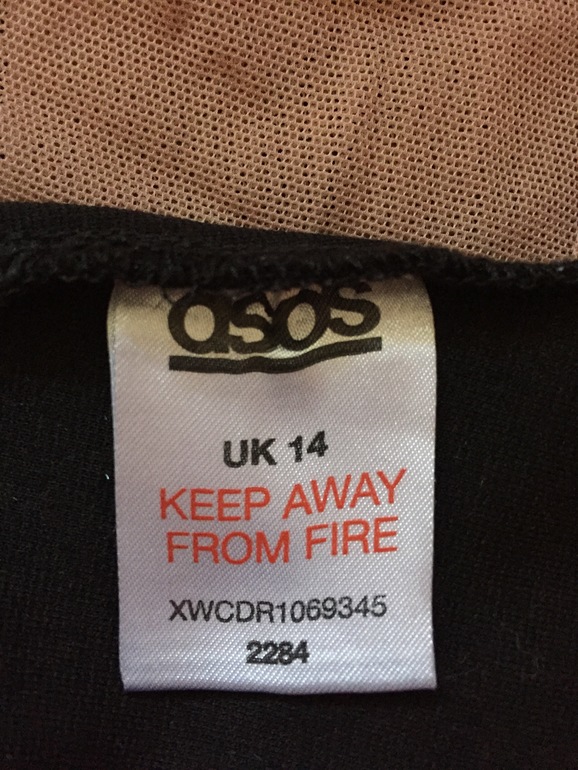 asos
UK 14
KEEP AWAY
FROM FIRE
XWCDR1069345
2284